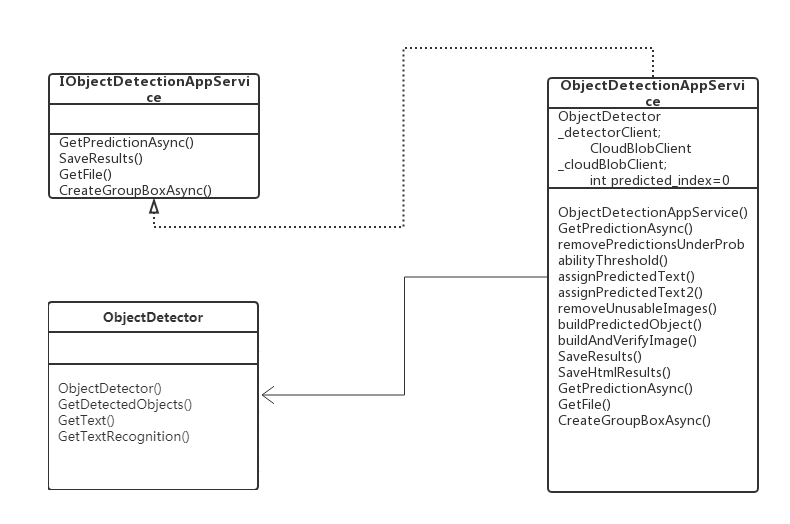 IObjectDetectionAppServi
ce
GetPredictionAsync()
SaveResults()
GetFile()
CreateGroupBoxAsync()
ObjectDetector
ObjectDetector()
GetDetectedObjects()
GetText()
GetTextRecognition()
ObjectDetectionAppServi
ce
ObjectDetector
_detectorClient;
CloudBlobClient
_cloudBlobClient;
int predicted_index=0
ObjectDetectionAppService()
GetPredictionAsync()
removePredictionsUnderProb
abilityThreshold()
assignPredictedText()
assignPredictedText2()
removeUnusableImages()
buildPredictedObject()
buildAndVerifyImage()
SaveResults()
SaveHtmlResults()
GetPredictionAsync()
GetFile()
CreateGroupBoxAsync()